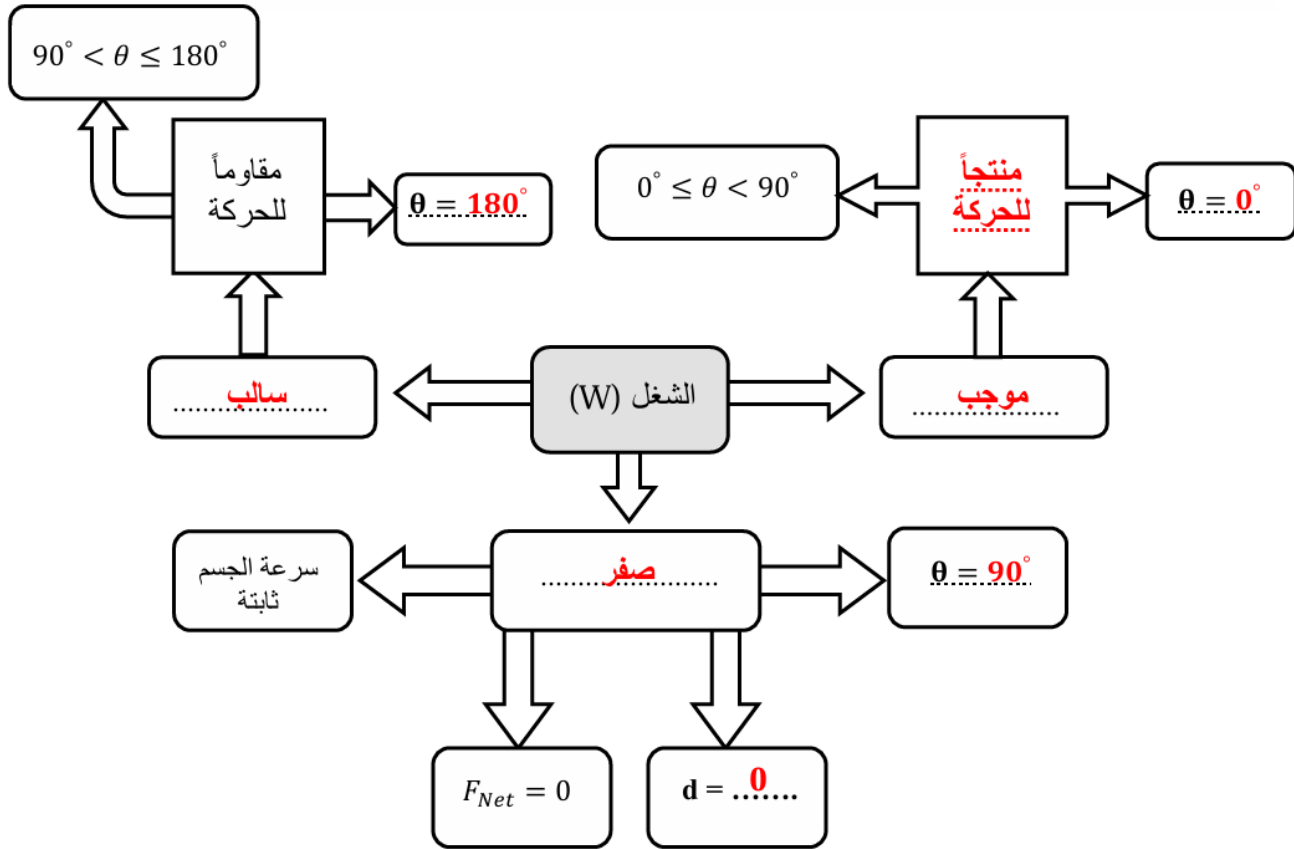 90° < θ ≤ 180°
مقاوماً
للحركة
θ = 180°
0° ≤ θ < 90°
منتجاً
للحركة
θ = 0°
سالب
....................
الشغل (W)
موجب
...................
سرعة الجسم
ثابتة
صفر
.......................
θ = 90°
F_Net = 0
d = ...0....